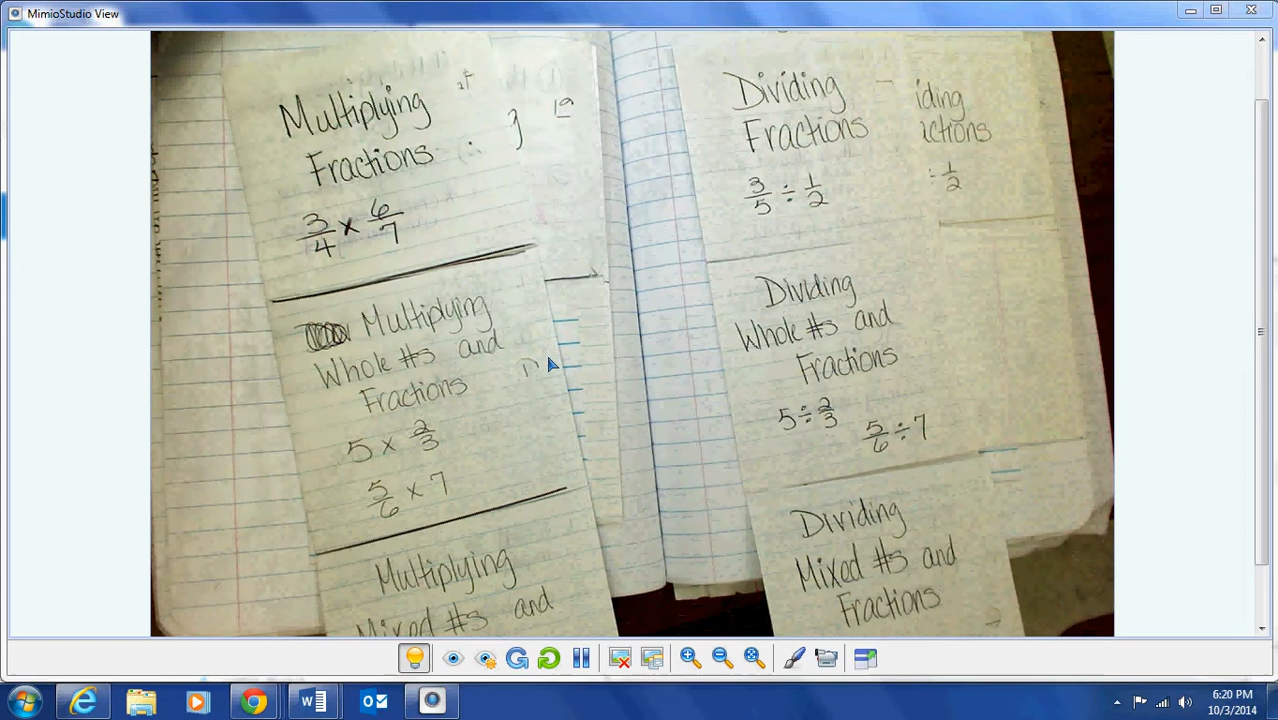 MimioStudio View
Multiplying
Fractions
3/4 × 6/7
Multiplying
Whole #s and
Fractions
5 × 2/3
5/6 × 7
Multiplying
Mixed #s and
Dividing
Fractions
3/5 ÷ 1/2
iding
actions
÷ 1/2
Dividing
Whole #s and
Fractions
5 ÷ 2/3
5/6 ÷ 7
Dividing
Mixed #s and
Fractions
6:20 PM
10/3/2014